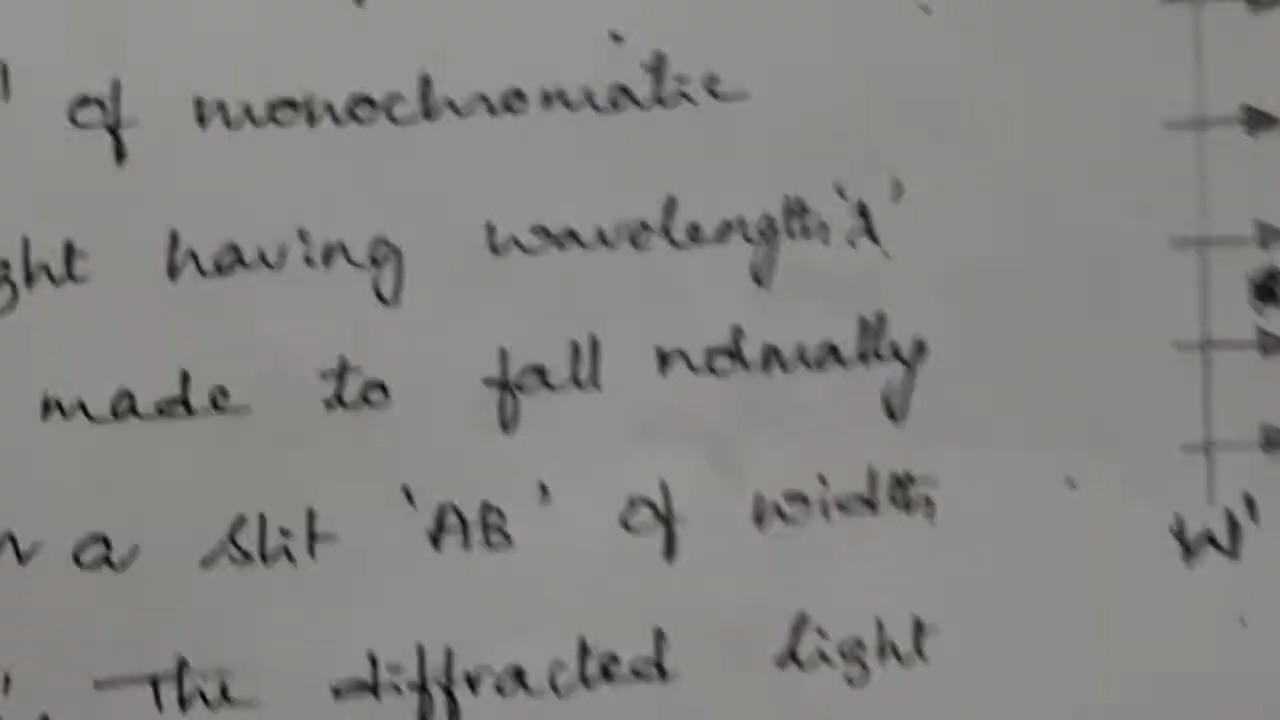 ' of monochromatic
ght having wavelength 'λ'
made to fall normally
n a slit 'AB' of width
'. The diffracted light
W'